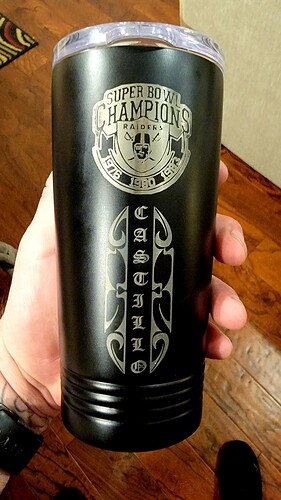 SUPER BOWL
CHAMPIONS
RAIDERS
1976 1980 1983
CASTILLO